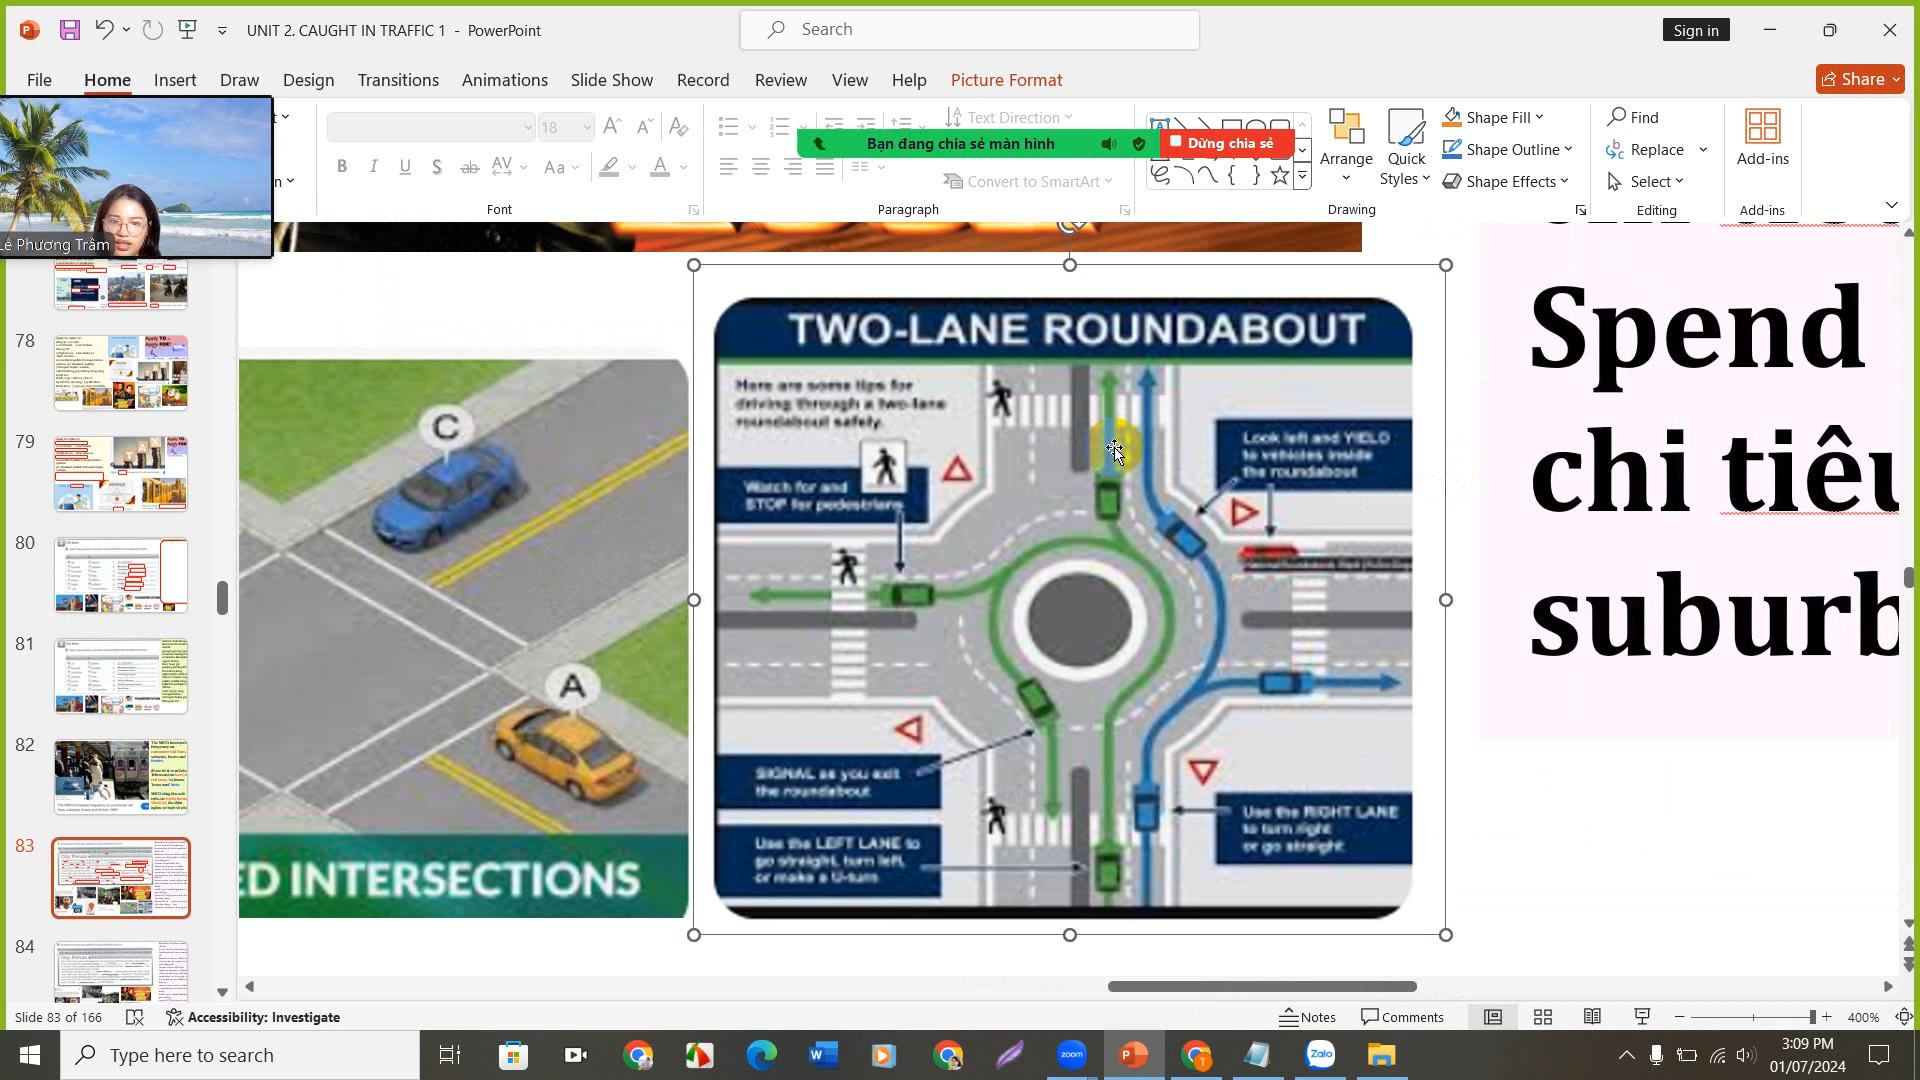 UNIT 2. CAUGHT IN TRAFFIC 1 - PowerPoint
Search
Sign in
File
Home
Insert
Draw
Design
Transitions
Animations
Slide Show
Record
Review
View
Help
Picture Format
Share
18
Text Direction
Convert to SmartArt
Bạn đang chia sẻ màn hình
Dừng chia sẻ
Arrange
Quick
Styles
Shape Fill
Shape Outline
Shape Effects
Find
Replace
Select
Add-ins
Font
Paragraph
Drawing
Editing
Add-ins
Lê Phương Trâm
78
79
80
81
82
83
84
C
A
ED INTERSECTIONS
TWO-LANE ROUNDABOUT
Here are some tips for
driving through a two-lane
roundabout safely.
Watch for and
STOP for pedestrians
Look left and YIELD
to vehicles inside
the roundabout
SIGNAL as you exit
the roundabout
Use the LEFT LANE to
go straight, turn left,
or make a U-turn
Use the RIGHT LANE
to turn right
or go straight
Spend
chi tiêu
suburb
Slide 83 of 166
Accessibility: Investigate
Notes
Comments
400%
Type here to search
zoom
Zalo
3:09 PM
01/07/2024